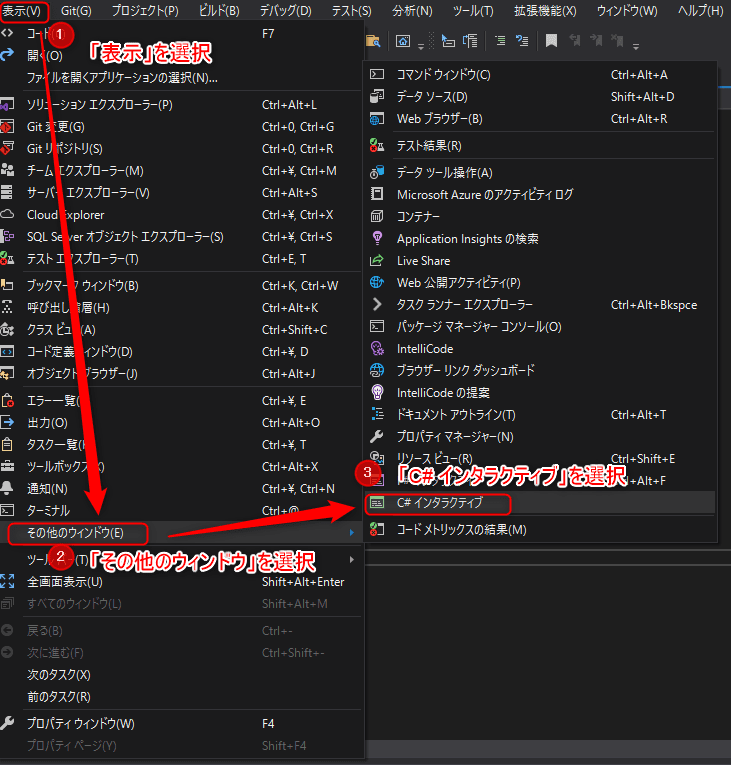 表示(V) Git(G) プロジェクト(P) ビルド(B) デバッグ(D) テスト(S) 分析(N) ツール(T) 拡張機能(X) ウィンドウ(W) ヘルプ(H)
1 「表示」を選択
F7
開く(O)
ファイルを開くアプリケーションの選択(N)...
ソリューション エクスプローラー(P) Ctrl+Alt+L
Git 変更(G) Ctrl+0, Ctrl+G
Git リポジトリ(S) Ctrl+0, Ctrl+R
チーム エクスプローラー(M) Ctrl+¥, Ctrl+M
サーバー エクスプローラー(V) Ctrl+Alt+S
Cloud Explorer Ctrl+¥, Ctrl+X
SQL Server オブジェクト エクスプローラー(S) Ctrl+¥, Ctrl+S
テスト エクスプローラー(T) Ctrl+E, T
ブックマーク ウィンドウ(B) Ctrl+K, Ctrl+W
呼び出し階層(H) Ctrl+Alt+K
クラス ビュー(A) Ctrl+Shift+C
コード定義ウィンドウ(D) Ctrl+¥, D
オブジェクト ブラウザー(J) Ctrl+Alt+J
エラー一覧 Ctrl+¥, E
出力(O) Ctrl+Alt+O
タスク一覧 Ctrl+¥, T
ツールボックス(X) Ctrl+Alt+X
通知(N) Ctrl+¥, Ctrl+N
ターミナル Ctrl+@
その他のウィンドウ(E)
2 「その他のウィンドウ」を選択
(T)
全画面表示(U) Shift+Alt+Enter
すべてのウィンドウ(L) Shift+Alt+M
戻る(B) Ctrl+-
次に進む(F) Ctrl+Shift+-
次のタスク(X)
前のタスク(R)
プロパティ ウィンドウ(W) F4
プロパティ ページ(Y) Shift+F4
コマンド ウィンドウ(C) Ctrl+Alt+A
データ ソース(D) Shift+Alt+D
Web ブラウザー(B) Ctrl+Alt+R
テスト結果(R)
データ ツール操作(A)
Microsoft Azure のアクティビティ ログ
コンテナー
Application Insights の検索
Live Share
Web 公開アクティビティ(P)
タスク ランナー エクスプローラー Ctrl+Alt+Bkspce
パッケージ マネージャー コンソール(O)
IntelliCode
ブラウザー リンク ダッシュボード
IntelliCode の提案
ドキュメント アウトライン(T) Ctrl+Alt+T
プロパティ マネージャー(N)
リソース ビュー(R) Ctrl+Shift+E
3 「C# インタラクティブ」を選択
+Alt+F
C# インタラクティブ
コード メトリックスの結果(M)